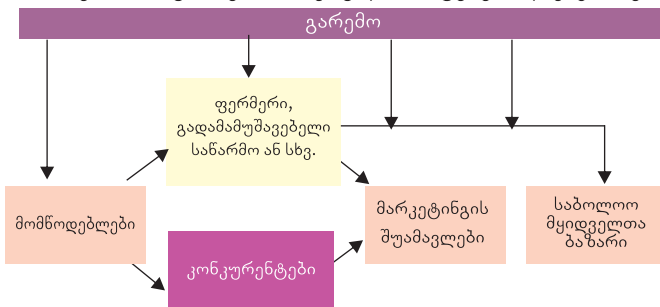 გარემო
ფერმერი,
გადამამუშავებელი
საწარმო ან სხვ.
მომწოდებლები
მარკეტინგის
შუამავლები
საბოლოო
მყიდველთა
ბაზარი
კონკურენტები